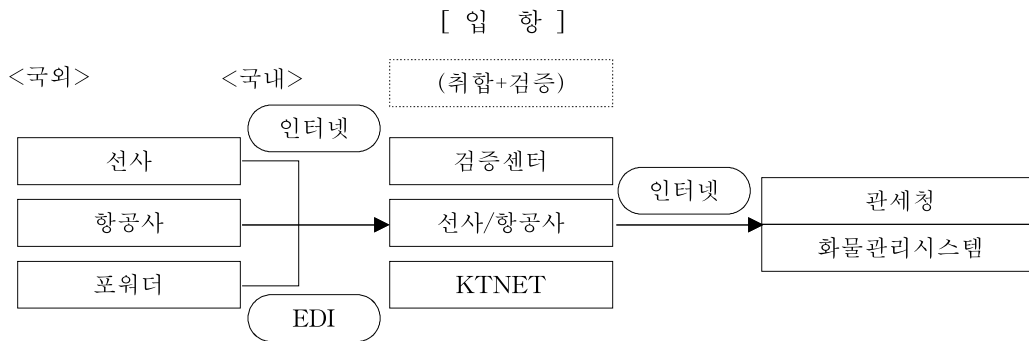 [ 입 항 ]
<국외> <국내> (취합+검증)
인터넷
선사 검증센터
인터넷
항공사 선사/항공사 관세청
화물관리시스템
포워더 KTNET
EDI